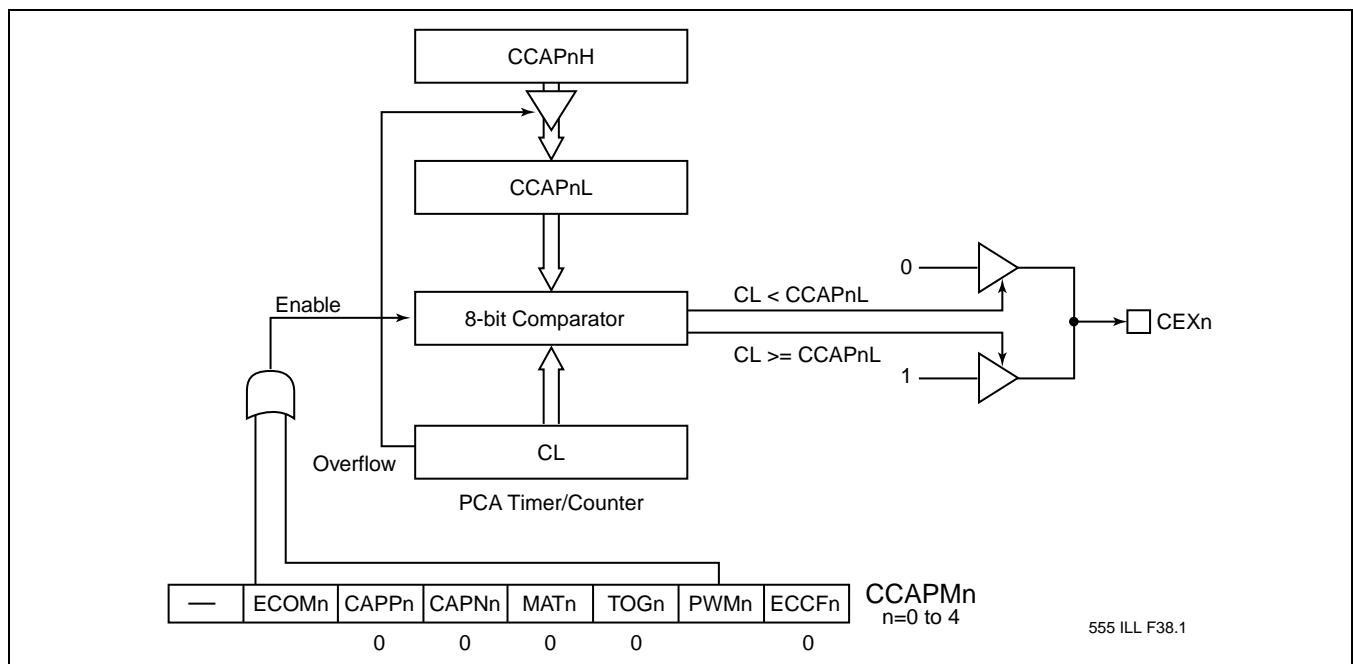 CCAPnH
CCAPnL
0
CL < CCAPnL
Enable
8-bit Comparator
CEXn
CL >= CCAPnL
1
CL
Overflow
PCA Timer/Counter
— ECOMn CAPPn CAPNn MATn TOGn PWMn ECCFn CCAPMn
n=0 to 4
0 0 0 0 0
555 ILL F38.1